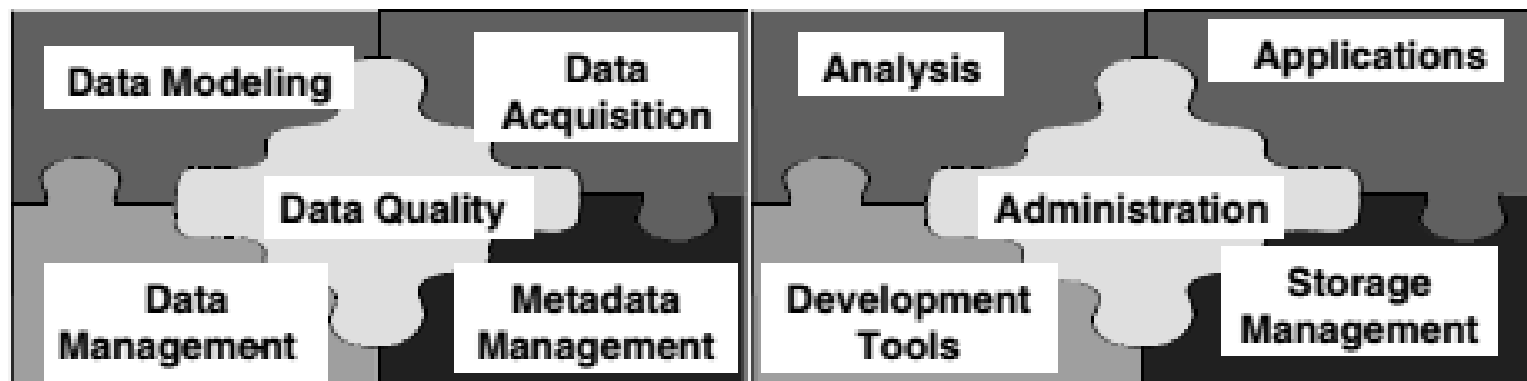 Data Modeling
Data
Acquisition
Data Quality
Data
Management
Metadata
Management
Analysis
Applications
Administration
Development
Tools
Storage
Management